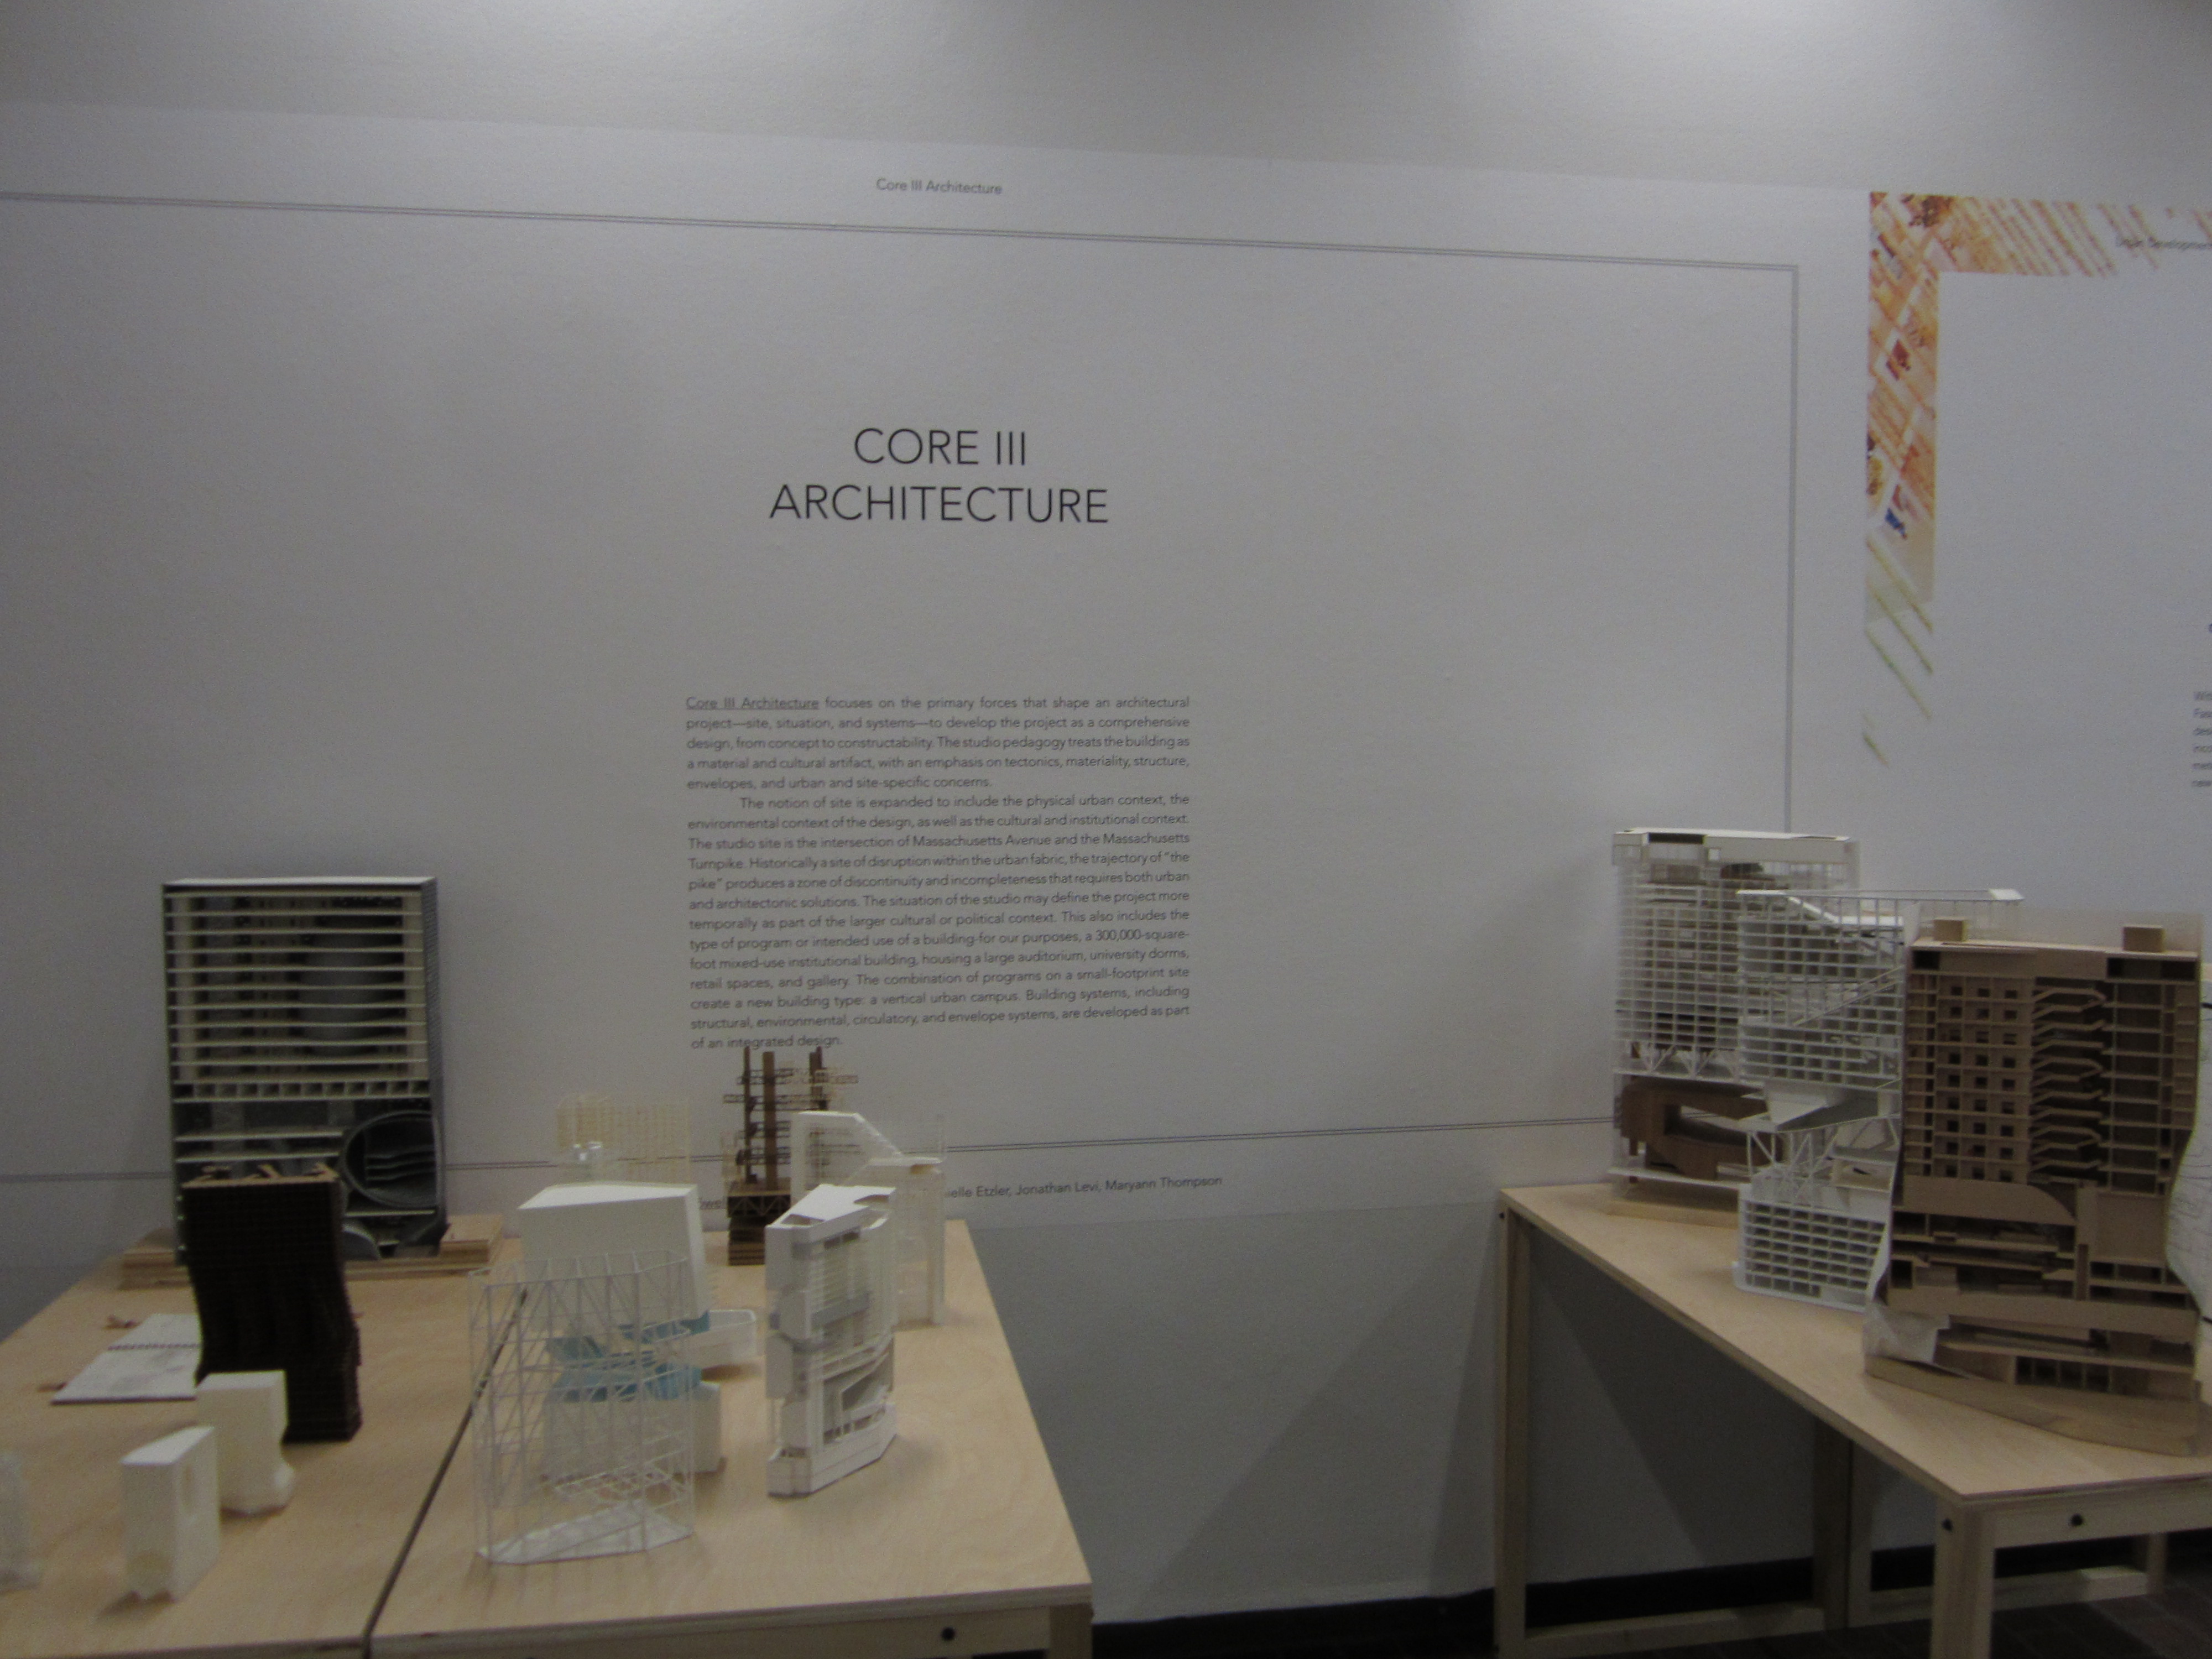 Core III Architecture
CORE III
ARCHITECTURE
Core III Architecture focuses on the primary forces that shape an architectural
project—site, situation, and systems—to develop the project as a comprehensive
design, from concept to constructability. The studio pedagogy treats the building as
a material and cultural artifact, with an emphasis on tectonics, materiality, structure,
envelopes, and urban and site-specific concerns.
The notion of site is expanded to include the physical urban context, the
environmental context of the design, as well as the cultural and institutional context.
The studio site is the intersection of Massachusetts Avenue and the Massachusetts
Turnpike. Historically a site of disruption within the urban fabric, the trajectory of "the
pike" produces a zone of discontinuity and incompleteness that requires both urban
and architectonic solutions. The situation of the studio may define the project more
temporally as part of the larger cultural or political context. This also includes the
type of program or intended use of a building-for our purposes, a 300,000-square-
foot mixed-use institutional building, housing a large auditorium, university dorms,
retail spaces, and gallery. The combination of programs on a small-footprint site
create a new building type: a vertical urban campus. Building systems, including
structural, environmental, circulatory, and envelope systems, are developed as part
of an integrated design.
Etzler, Jonathan Levi, Maryann Thompson